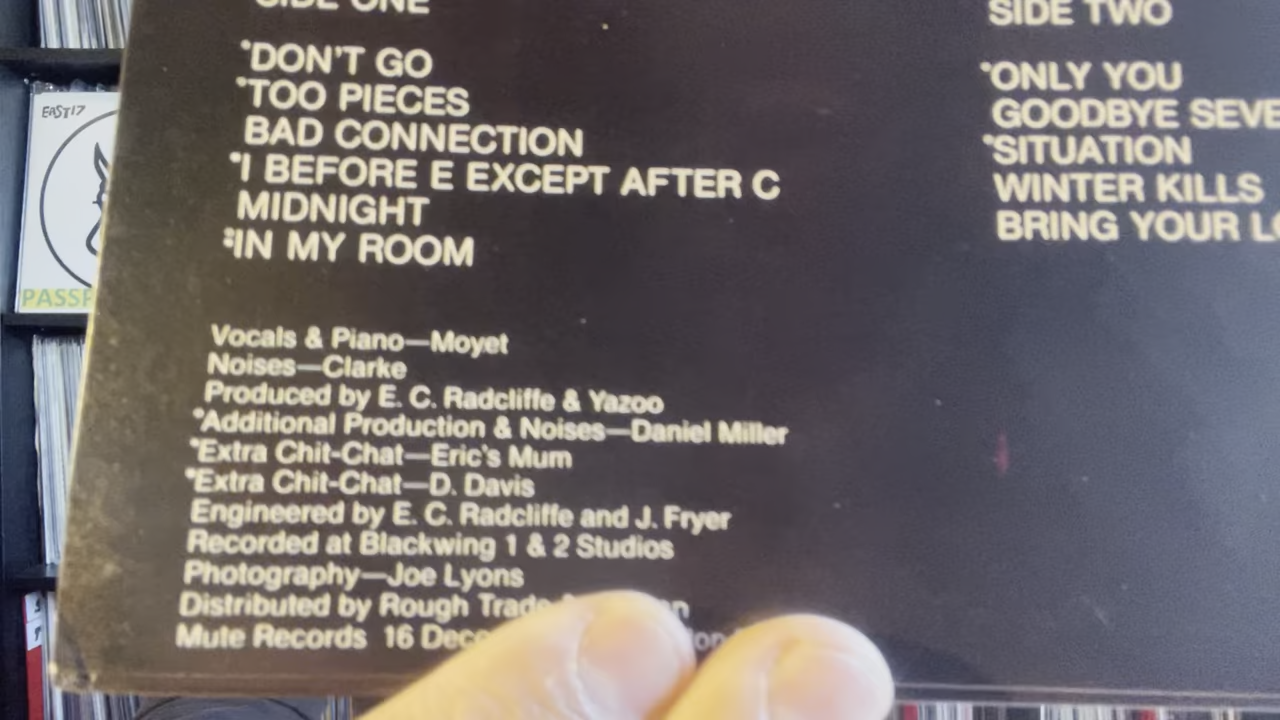 SIDE ONE
*DON'T GO
*TOO PIECES
BAD CONNECTION
*I BEFORE E EXCEPT AFTER C
MIDNIGHT
IN MY ROOM
SIDE TWO
*ONLY YOU
GOODBYE
*SITUATION
WINTER KILLS
BRING YOUR
Vocals & Piano—Moyet
Noises—Clarke
Produced by E. C. Radcliffe & Yazoo
*Additional Production & Noises—Daniel Miller
*Extra Chit-Chat—Eric's Mum
*Extra Chit-Chat—D. Davis
Engineered by E. C. Radcliffe and J. Fryer
Recorded at Blackwing 1 & 2 Studios
Photography—Joe Lyons
Distributed by Rough Trade
Mute Records 16
EAST17